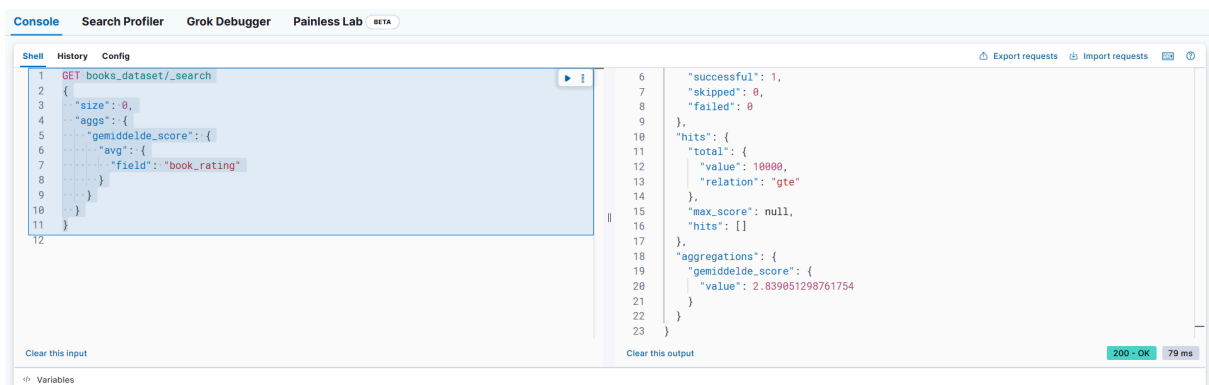 Console Search Profiler Grok Debugger Painless Lab BETA
Shell History Config Export requests Import requests
1 GET books_dataset/_search
2 {
3 "size": 0,
4 "aggs": {
5 "gemiddelde_score": {
6 "avg": {
7 "field": "book_rating"
8 }
9 }
10 }
11 }
12
6 "successful": 1,
7 "skipped": 0,
8 "failed": 0
9 },
10 "hits": {
11 "total": {
12 "value": 10000,
13 "relation": "gte"
14 },
15 "max_score": null,
16 "hits": []
17 },
18 "aggregations": {
19 "gemiddelde_score": {
20 "value": 2.839051298761754
21 }
22 }
23 }
Clear this input
Clear this output 200 - OK 79 ms
</> Variables